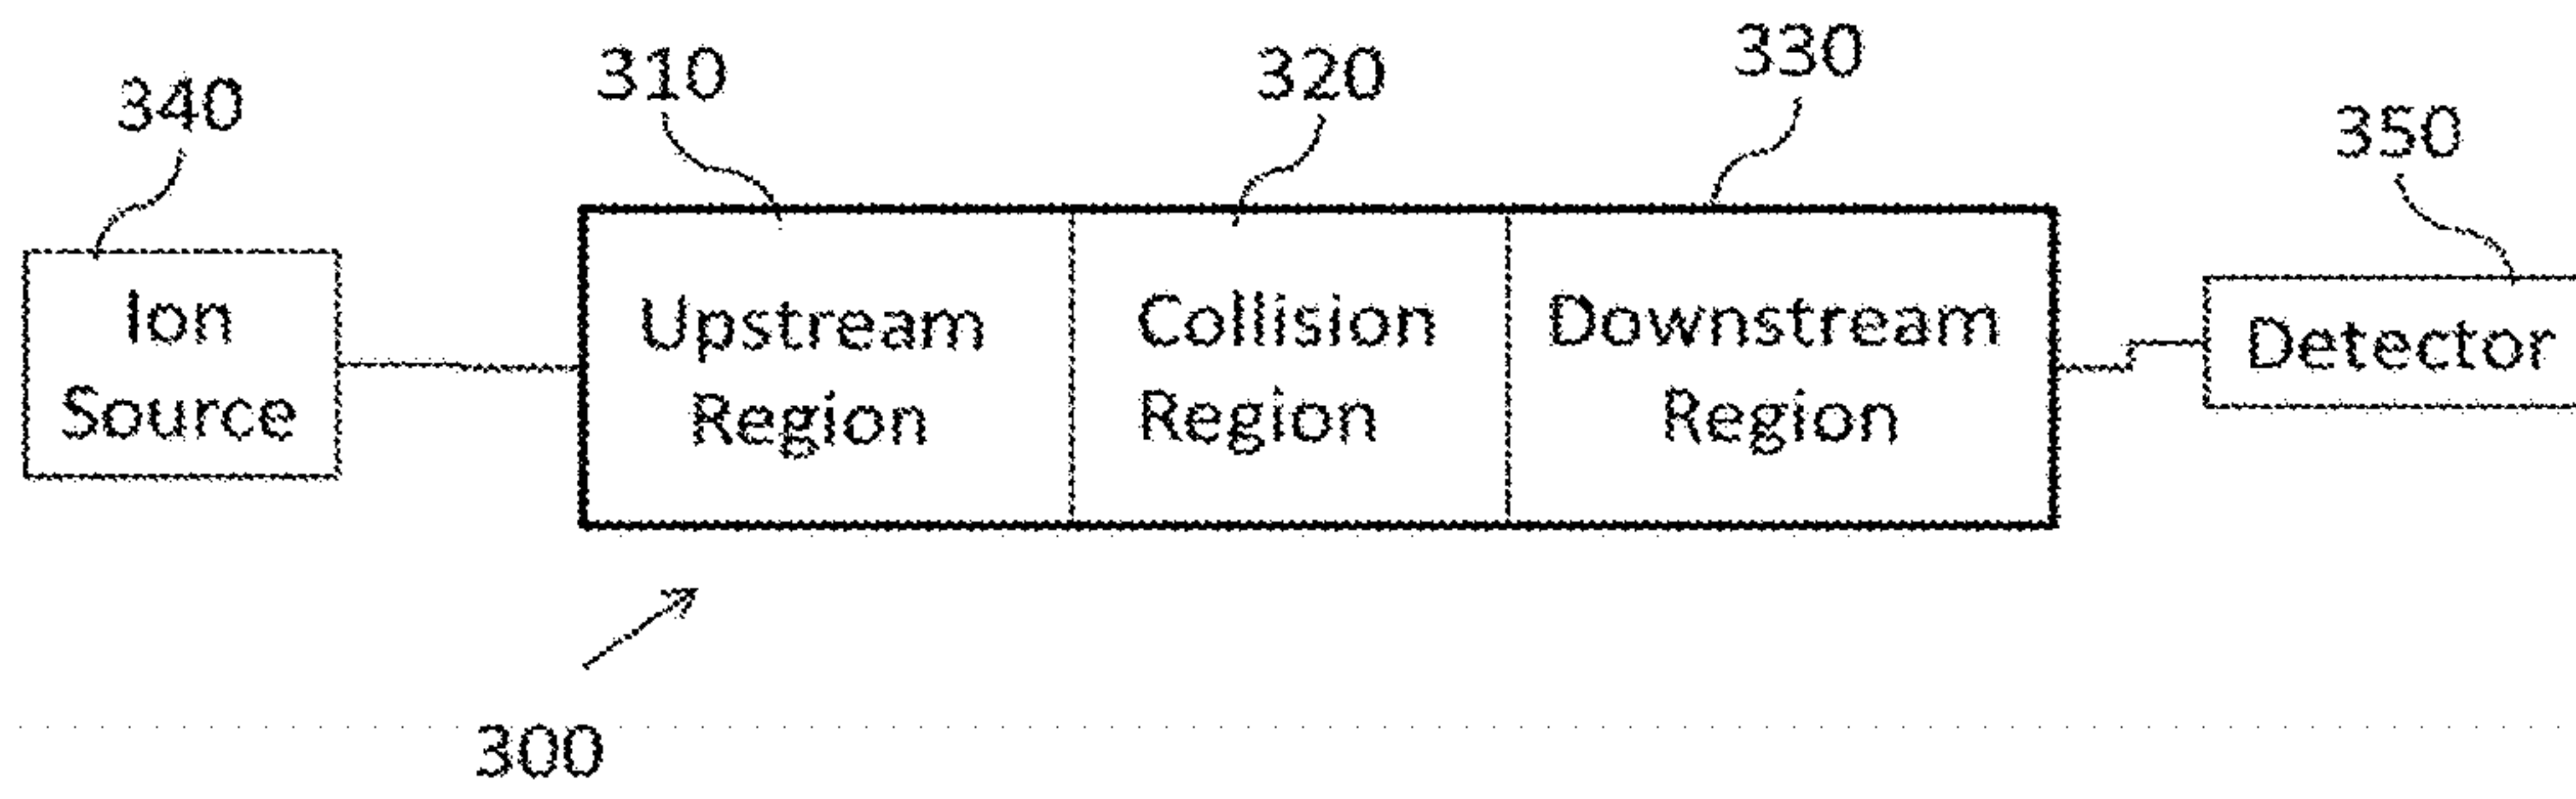 340
310
320
330
350
Ion
Source
Upstream
Region
Collision
Region
Downstream
Region
Detector
300